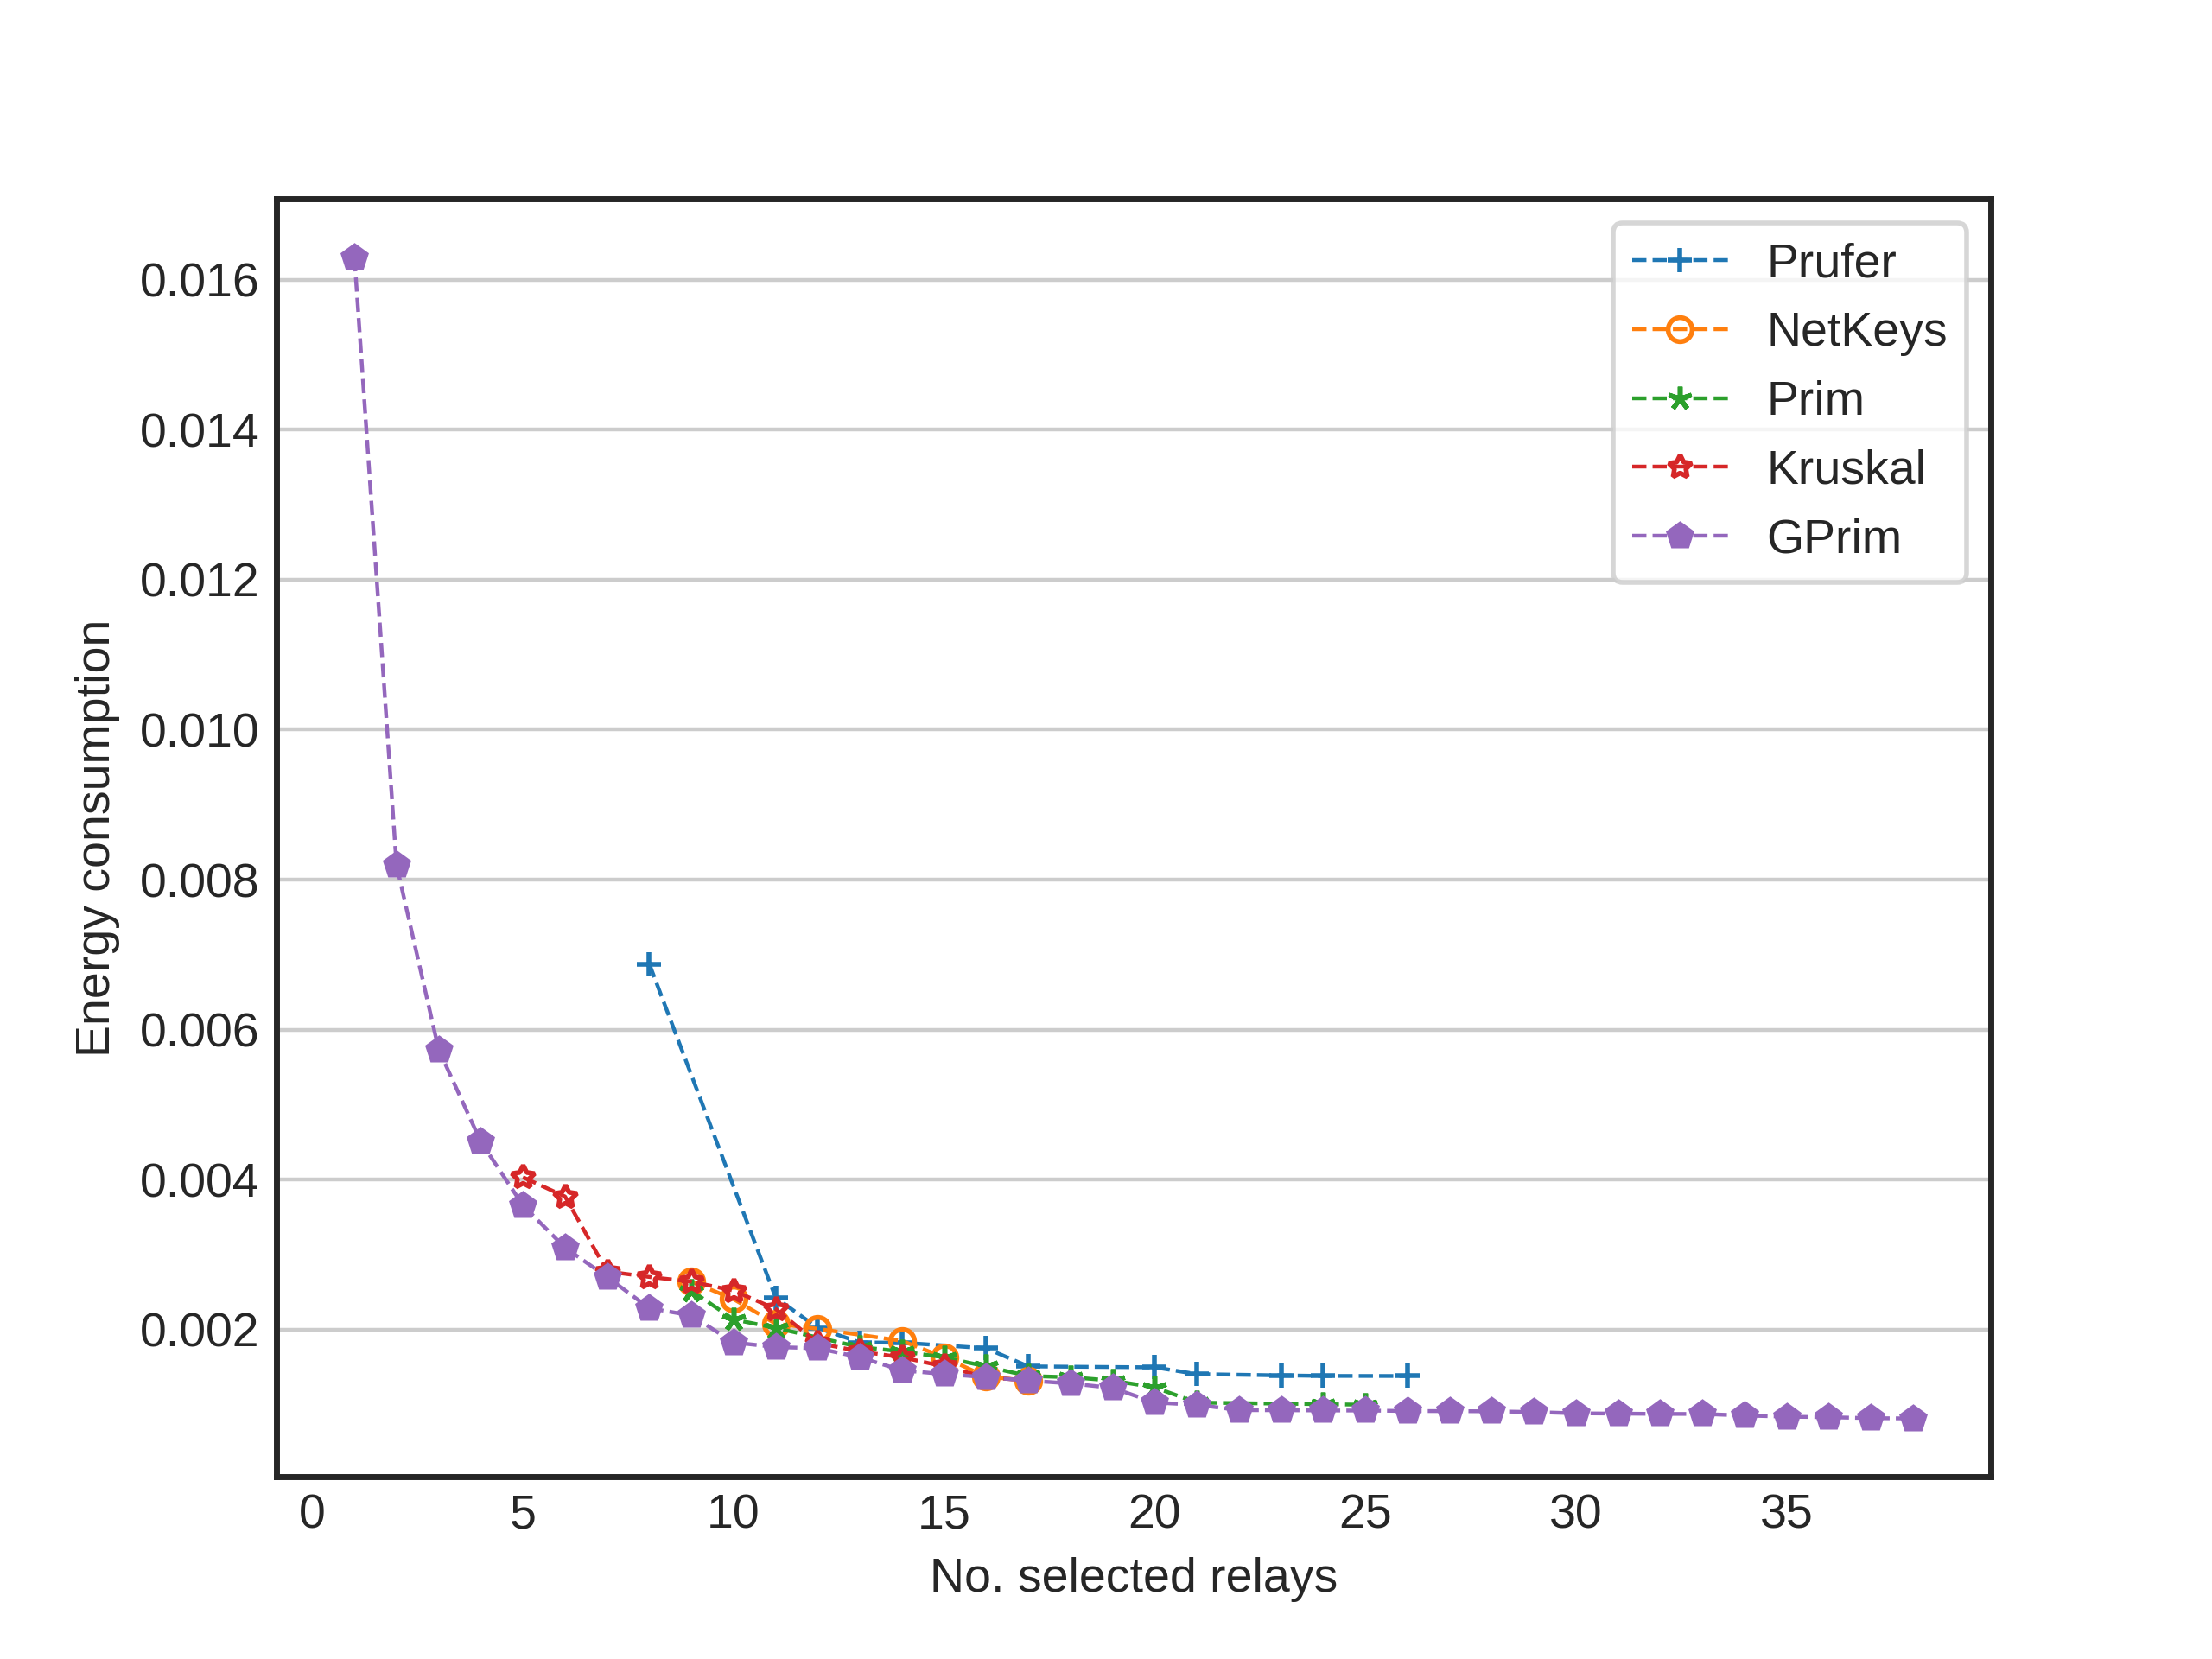 Prufer
NetKeys
Prim
Kruskal
GPrim
0.016
0.014
0.012
0.010
0.008
0.006
0.004
0.002
Energy consumption
0 5 10 15 20 25 30 35
No. selected relays